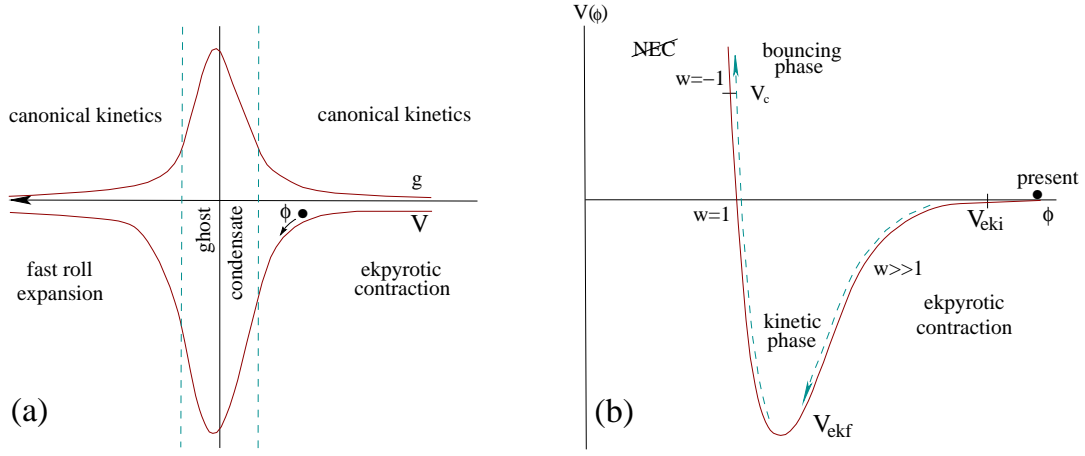 canonical kinetics
canonical kinetics
g
ϕ
V
ghost
condensate
fast roll
expansion
ekpyrotic
contraction
(a)
V(ϕ)
NEC
bouncing
phase
w=−1
V_c
present
w=1
V_eki
ϕ
w>>1
kinetic
phase
ekpyrotic
contraction
V_ekf
(b)